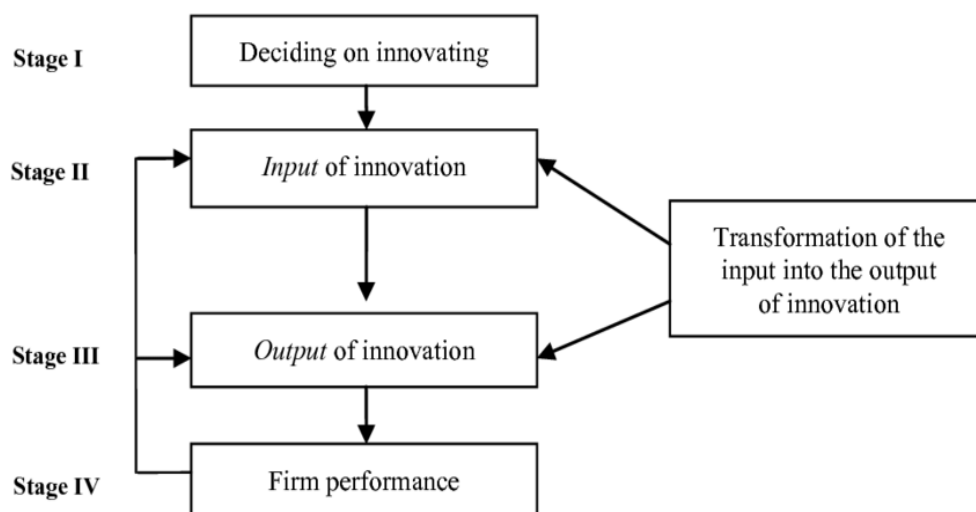 Stage I
Deciding on innovating
Stage II
Input of innovation
Transformation of the
input into the output
of innovation
Stage III
Output of innovation
Stage IV
Firm performance